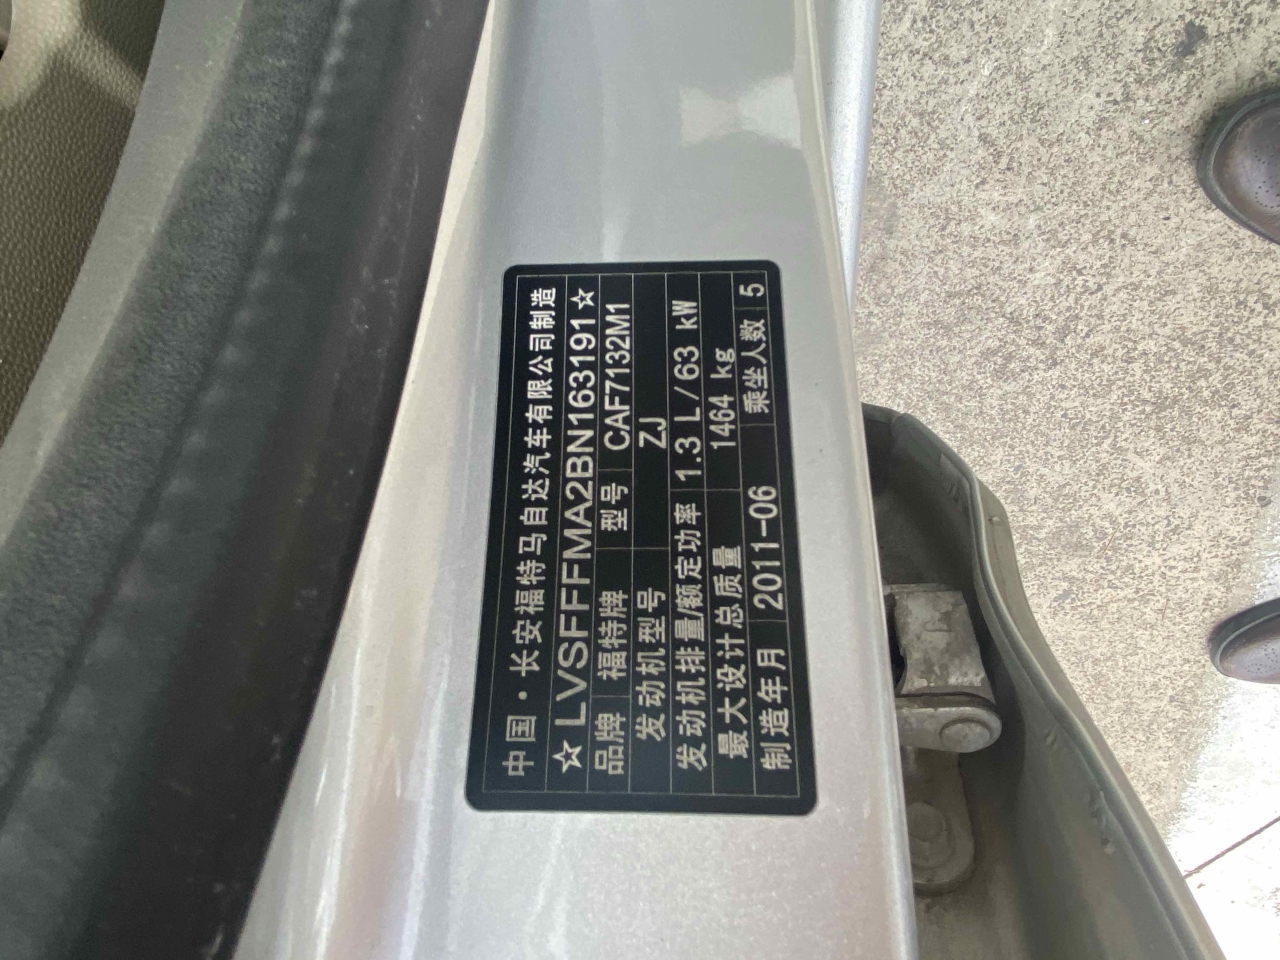 中国·长安福特马自达汽车有限公司制造
☆LVSFFFMA2BN163191☆
品牌 福特牌 型号 CAF7132M1
发动机型号 ZJ
发动机排量/额定功率 1.3 L/63 kW
最大设计总质量 1464 kg
制造年月 2011-06 乘坐人数 5